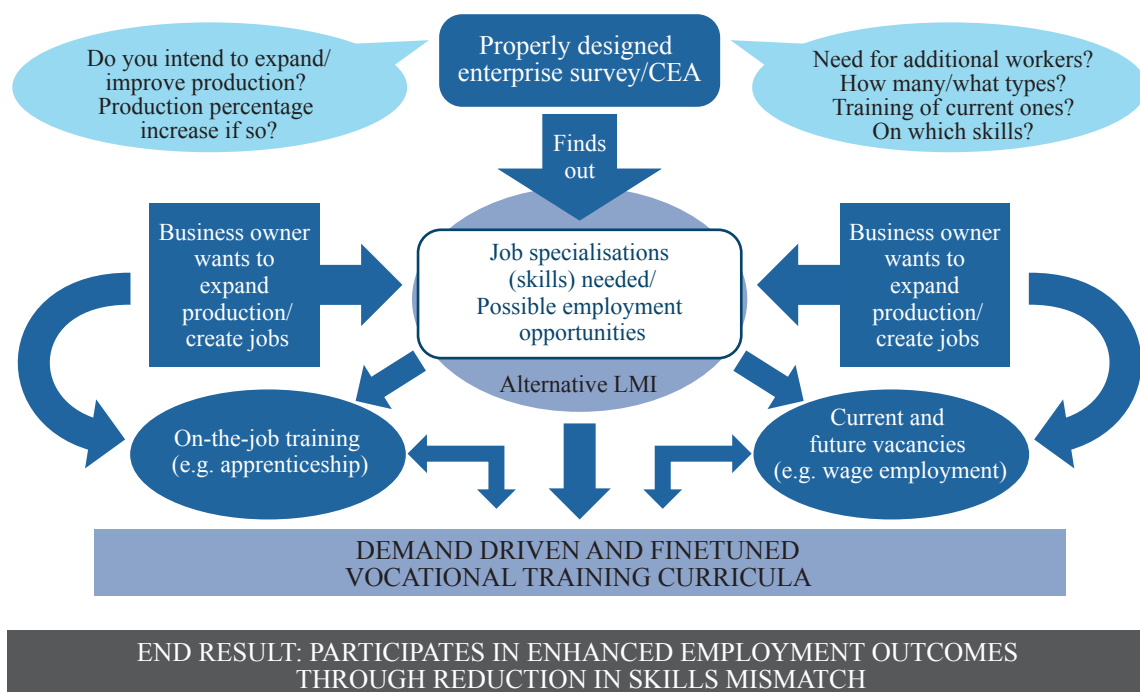 Do you intend to expand/
improve production?
Production percentage
increase if so?
Properly designed
enterprise survey/CEA
Need for additional workers?
How many/what types?
Training of current ones?
On which skills?
Finds
out
Business owner
wants to
expand
production/
create jobs
Job specialisations
(skills) needed/
Possible employment
opportunities
Business owner
wants to
expand
production/
create jobs
Alternative LMI
On-the-job training
(e.g. apprenticeship)
Current and
future vacancies
(e.g. wage employment)
DEMAND DRIVEN AND FINETUNED
VOCATIONAL TRAINING CURRICULA
END RESULT: PARTICIPATES IN ENHANCED EMPLOYMENT OUTCOMES
THROUGH REDUCTION IN SKILLS MISMATCH